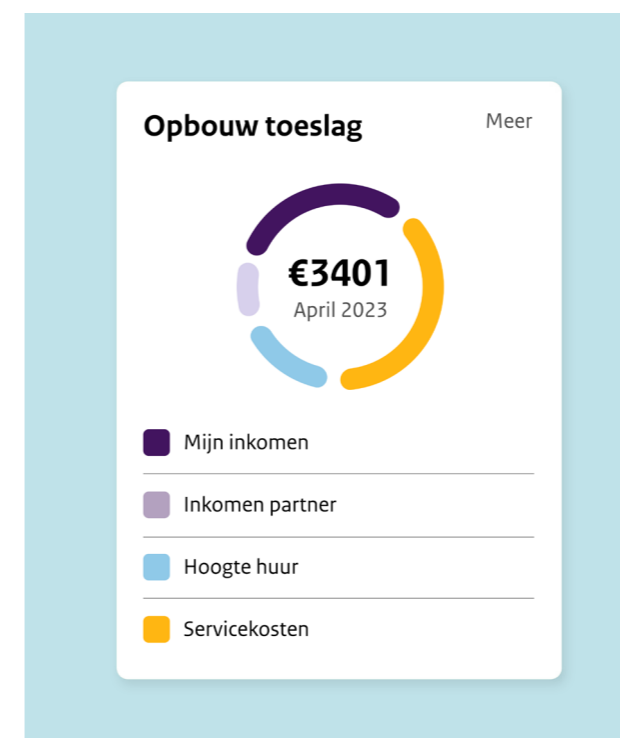 Opbouw toeslag
Meer
€3401
April 2023
Mijn inkomen
Inkomen partner
Hoogte huur
Servicekosten